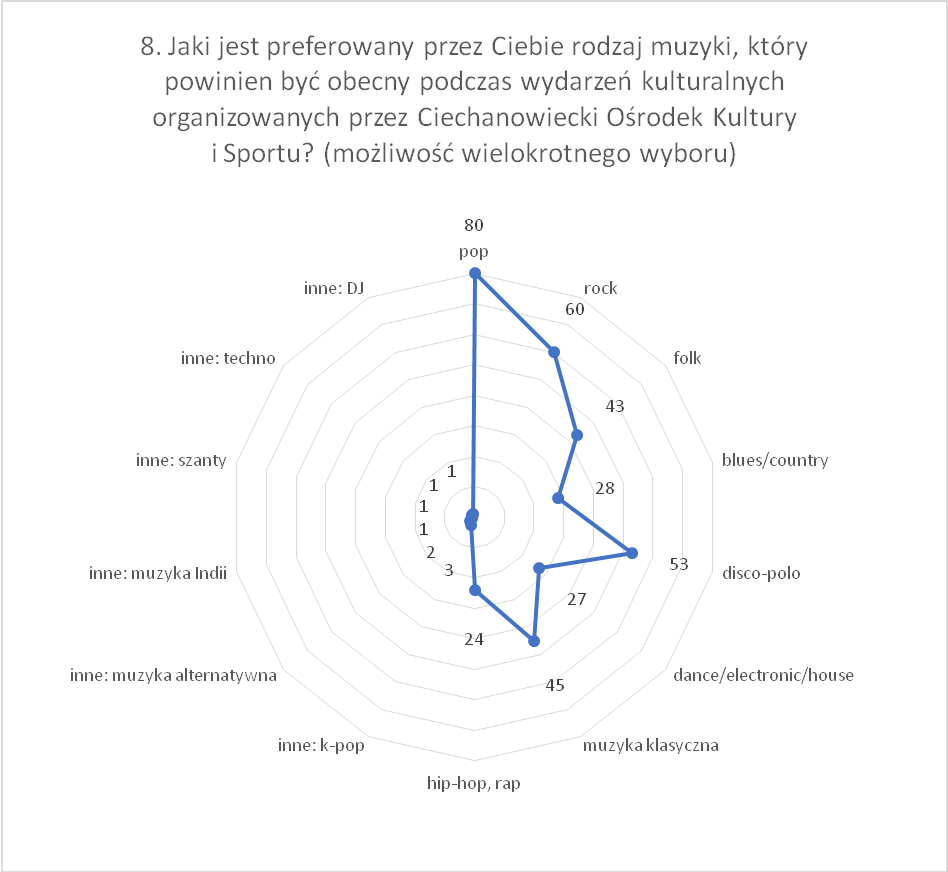 8. Jaki jest preferowany przez Ciebie rodzaj muzyki, który
powinien być obecny podczas wydarzeń kulturalnych
organizowanych przez Ciechanowiecki Ośrodek Kultury
i Sportu? (możliwość wielokrotnego wyboru)
80
pop
inne: DJ
rock
60
inne: techno
folk
43
inne: szanty
blues/country
1
1
28
1
1
2
53
3
inne: muzyka Indii
disco-polo
27
24
inne: muzyka alternatywna
dance/electronic/house
45
inne: k-pop
muzyka klasyczna
hip-hop, rap